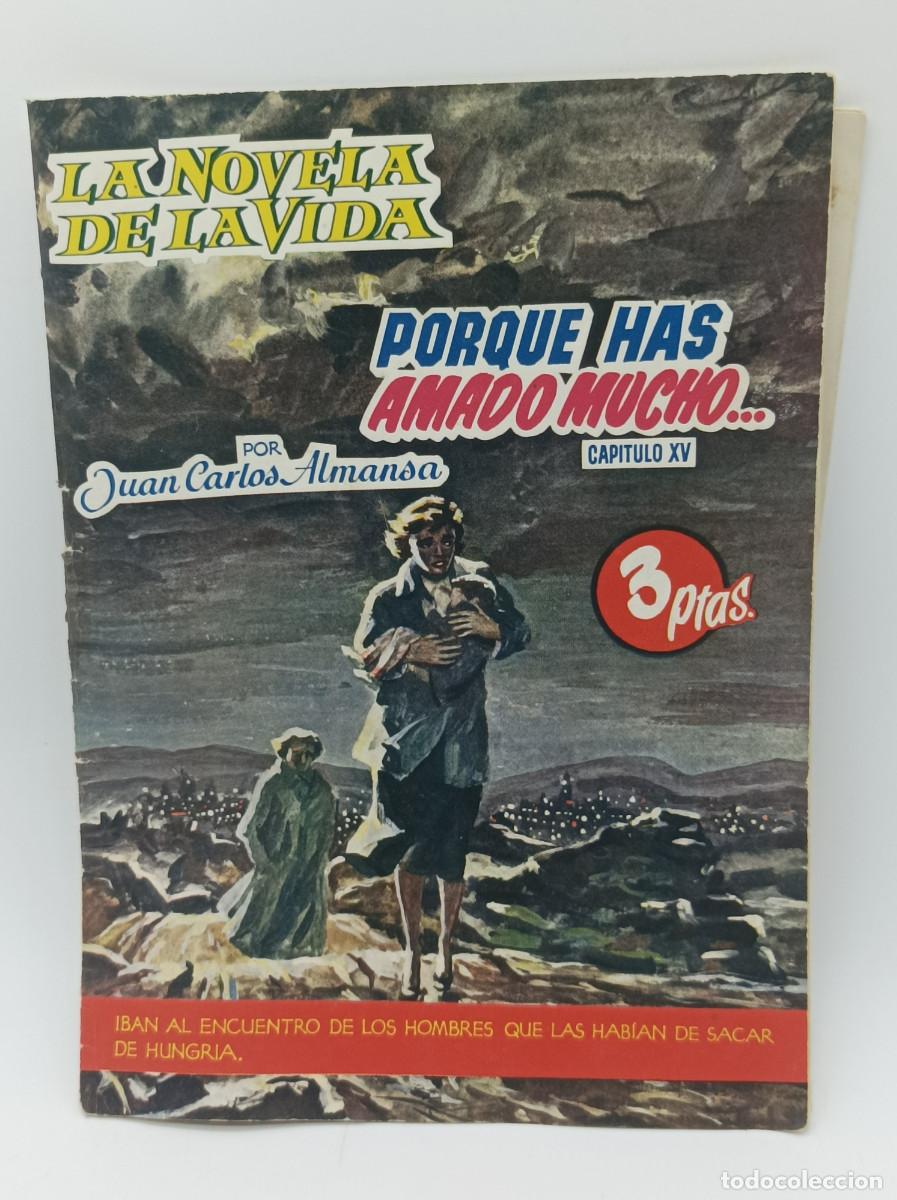 LA NOVELA
DE LA VIDA
PORQUE HAS
AMADO MUCHO...
CAPITULO XV
POR
Juan Carlos Almansa
3 ptas.
IBAN AL ENCUENTRO DE LOS HOMBRES QUE LAS HABÍAN DE SACAR
DE HUNGRIA.
todocoleccion